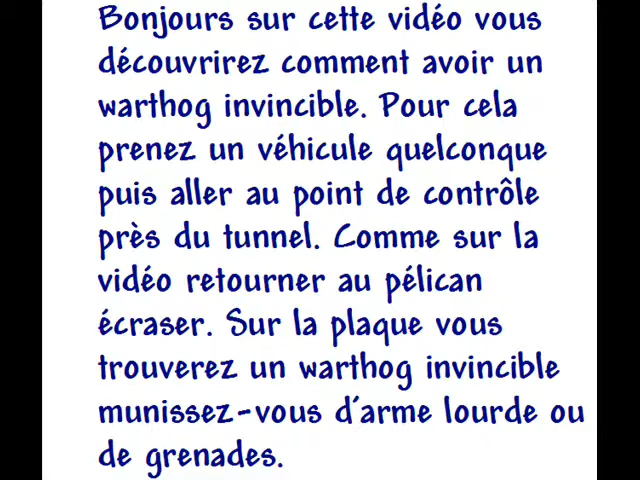 Bonjours sur cette vidéo vous
découvrirez comment avoir un
warthog invincible. Pour cela
prenez un véhicule quelconque
puis aller au point de contrôle
près du tunnel. Comme sur la
vidéo retourner au pélican
écraser. Sur la plaque vous
trouverez un warthog invincible
munissez-vous d'arme lourde ou
de grenades.